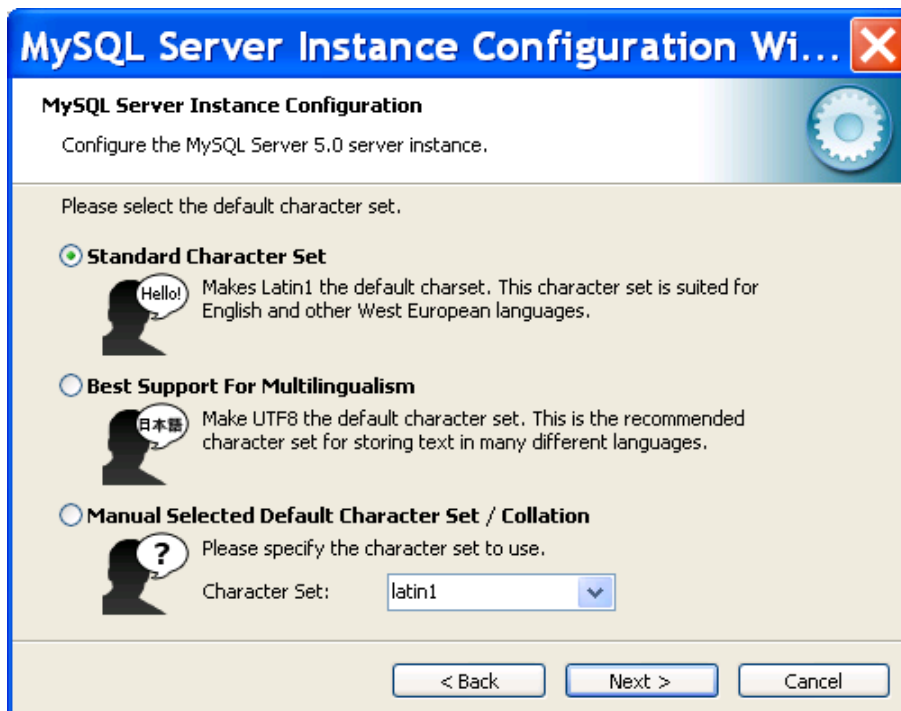 MySQL Server Instance Configuration Wi...
MySQL Server Instance Configuration
Configure the MySQL Server 5.0 server instance.
Please select the default character set.
Standard Character Set
Hello!
Makes Latin1 the default charset. This character set is suited for
English and other West European languages.
Best Support For Multilingualism
日本語
Make UTF8 the default character set. This is the recommended
character set for storing text in many different languages.
Manual Selected Default Character Set / Collation
?
Please specify the character set to use.
Character Set: latin1
< Back Next > Cancel